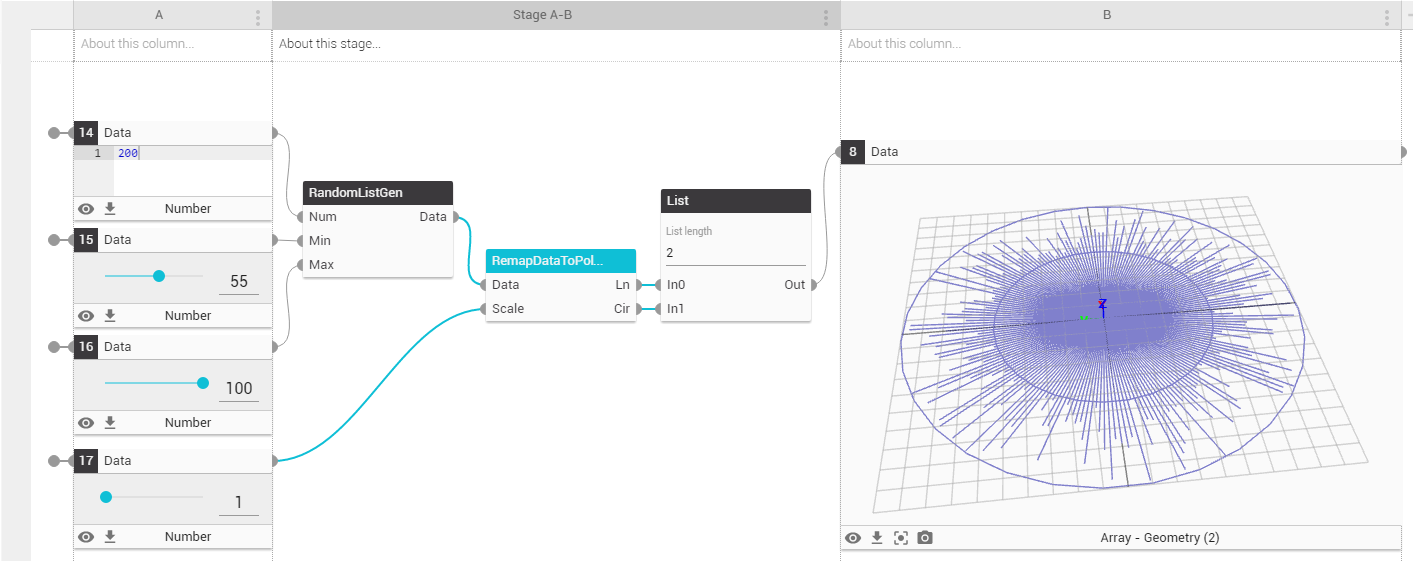 A
Stage A-B
B
About this column...
About this stage...
About this column...
14 Data
1 200
Number
15 Data
55
Number
16 Data
100
Number
17 Data
1
Number
RandomListGen
Num Data
Min
Max
RemapDataToPol...
Data Ln
Scale Cir
List
List length
2
In0 Out
In1
8 Data
Z
Array - Geometry (2)